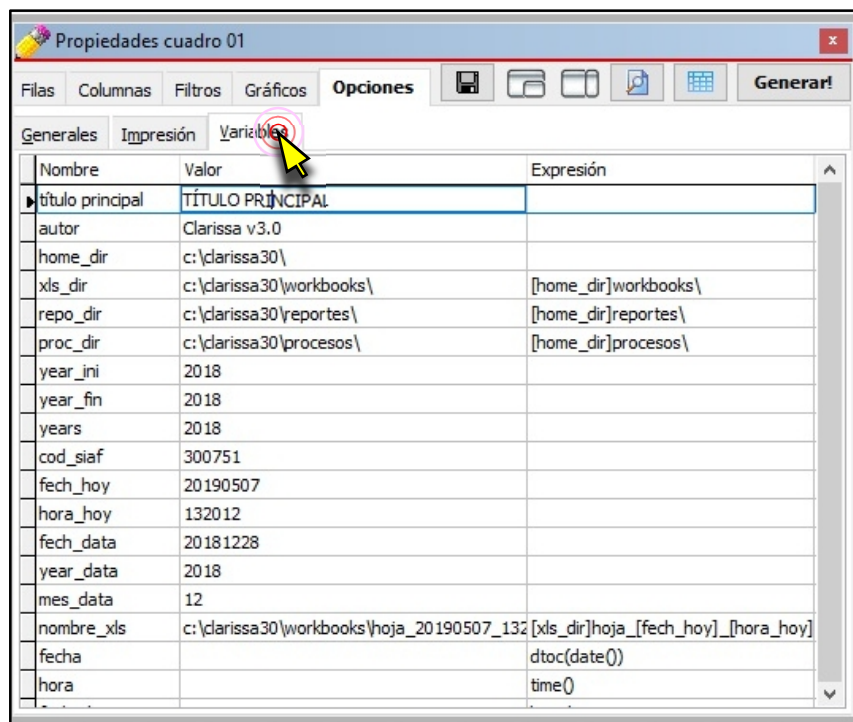 Propiedades cuadro 01
x
Filas Columnas Filtros Gráficos Opciones Generar!
Generales Impresión Variables
Nombre Valor Expresión
título principal TÍTULO PRINCIPAL
autor Clarissa v3.0
home_dir c:\clarissa30\
xls_dir c:\clarissa30\workbooks\ [home_dir]workbooks\
repo_dir c:\clarissa30\reportes\ [home_dir]reportes\
proc_dir c:\clarissa30\procesos\ [home_dir]procesos\
year_ini 2018
year_fin 2018
years 2018
cod_siaf 300751
fech_hoy 20190507
hora_hoy 132012
fech_data 20181228
year_data 2018
mes_data 12
nombre_xls c:\clarissa30\workbooks\hoja_20190507_132 [xls_dir]hoja_[fech_hoy]_[hora_hoy]
fecha dtoc(date())
hora time()